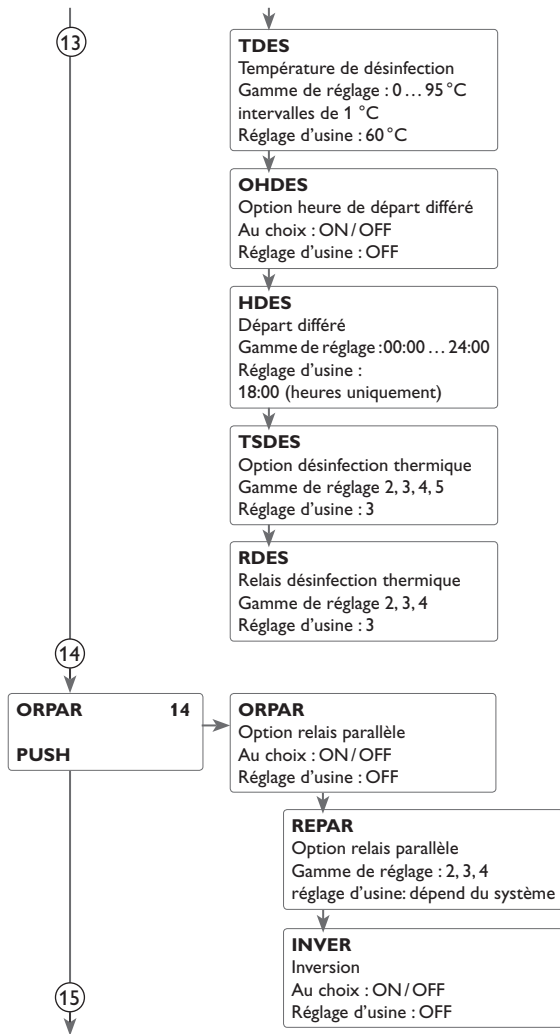 13
TDES
Température de désinfection
Gamme de réglage : 0 ... 95 °C
intervalles de 1 °C
Réglage d'usine : 60 °C
OHDES
Option heure de départ différé
Au choix : ON / OFF
Réglage d'usine : OFF
HDES
Départ différé
Gamme de réglage : 00:00 ... 24:00
Réglage d'usine :
18:00 (heures uniquement)
TSDES
Option désinfection thermique
Gamme de réglage 2, 3, 4, 5
Réglage d'usine : 3
RDES
Relais désinfection thermique
Gamme de réglage 2, 3, 4
Réglage d'usine : 3
14
ORPAR 14
PUSH
ORPAR
Option relais parallèle
Au choix : ON / OFF
Réglage d'usine : OFF
REPAR
Option relais parallèle
Gamme de réglage : 2, 3, 4
réglage d'usine: dépend du système
INVER
Inversion
Au choix : ON / OFF
Réglage d'usine : OFF
15